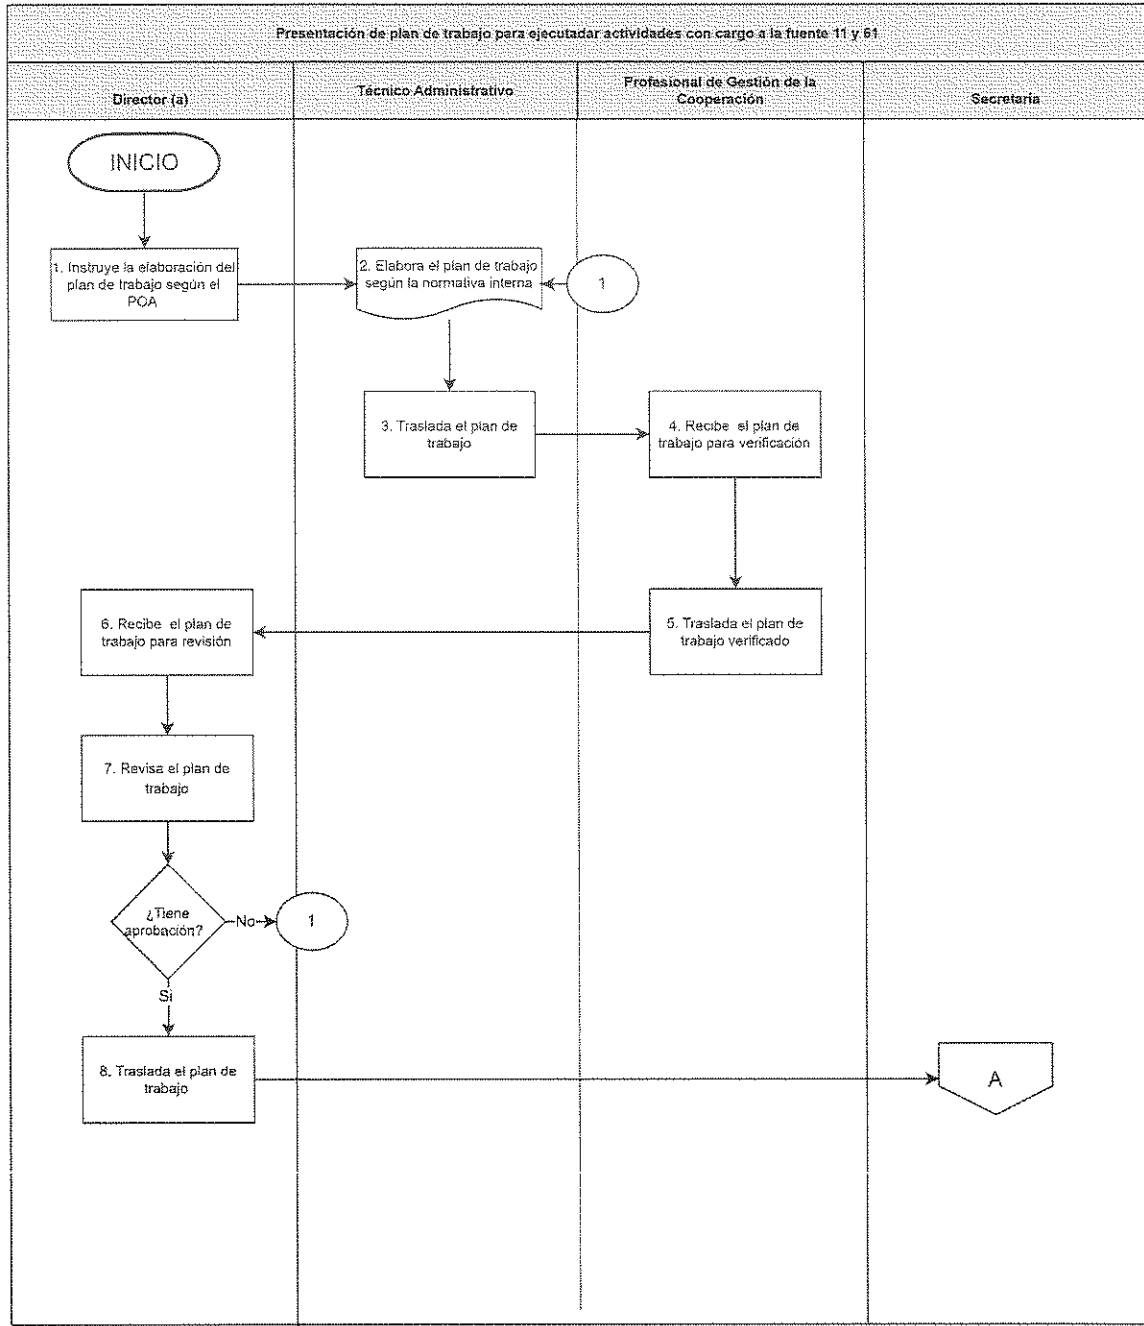 Presentación de plan de trabajo para ejecutadar actividades con cargo a la fuente 11 y 61
Director (a)
Técnico Administrativo
Profesional de Gestión de la
Cooperación
Secretaria
INICIO
1. Instruye la elaboración del
plan de trabajo según el
POA
2. Elabora el plan de trabajo
según la normativa interna
1
3. Traslada el plan de
trabajo
4. Recibe el plan de
trabajo para verificación
6. Recibe el plan de
trabajo para revisión
5. Traslada el plan de
trabajo verificado
7. Revisa el plan de
trabajo
¿Tiene
aprobación?
No
1
Si
8. Traslada el plan de
trabajo
A